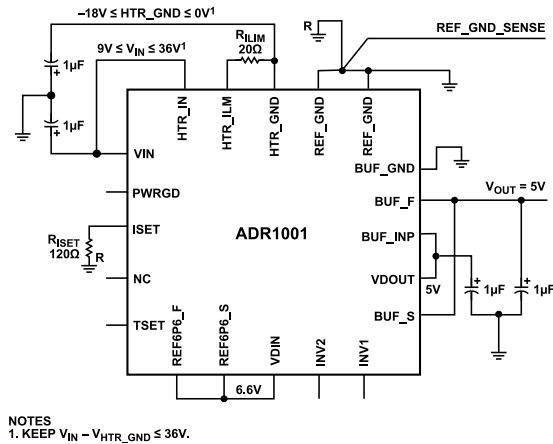 –18V ≤ HTR_GND ≤ 0V¹
9V ≤ VIN ≤ 36V¹
RILIM
20Ω
R
REF_GND_SENSE
1µF
1µF
HTR_IN
HTR_ILM
HTR_GND
REF_GND
REF_GND
VIN
PWRGD
ISET
NC
TSET
RISET
120Ω
R
ADR1001
BUF_GND
BUF_F
BUF_INP
VDOUT
BUF_S
VOUT = 5V
5V
1µF
1µF
REF6P6_F
REF6P6_S
VDIN
INV2
INV1
6.6V
NOTES
1. KEEP VIN – VHTR_GND ≤ 36V.